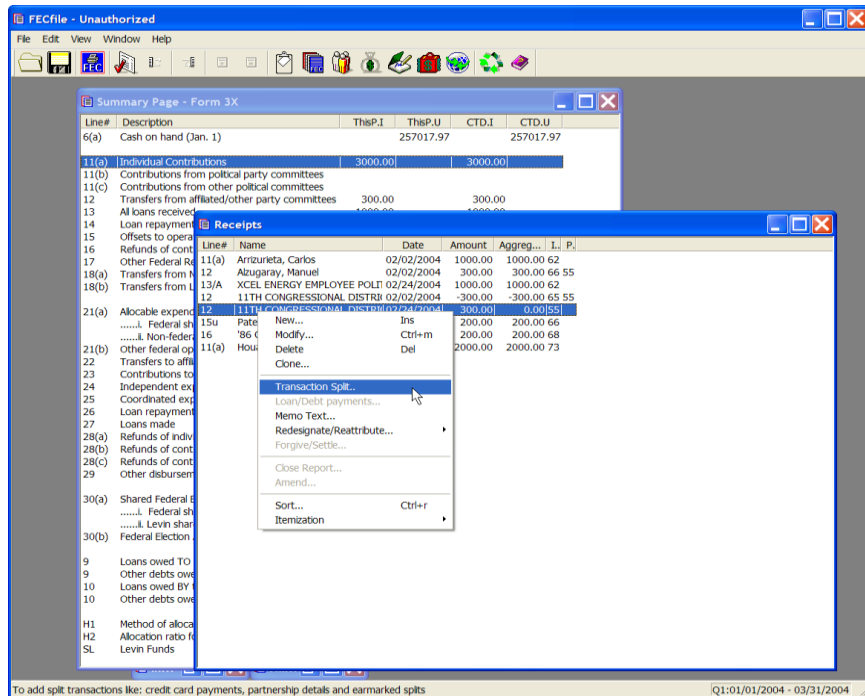 FECfile - Unauthorized
File Edit View Window Help
FEC
FEC
Summary Page - Form 3X
Line# Description ThisP.I ThisP.U CTD.I CTD.U
6(a) Cash on hand (Jan. 1) 257017.97 257017.97
11(a) Individual Contributions 3000.00 3000.00
11(b) Contributions from political party committees
11(c) Contributions from other political committees
12 Transfers from affiliated/other party committees 300.00 300.00
13 All loans received
14 Loan repayment
15 Offsets to opera
16 Refunds of cont
17 Other Federal Re
18(a) Transfers from N
18(b) Transfers from L
21(a) Allocable expend
......i. Federal sh
......ii. Non-federa
21(b) Other federal op
22 Transfers to affili
23 Contributions to
24 Independent exp
25 Coordinated exp
26 Loan repayment
27 Loans made
28(a) Refunds of indiv
28(b) Refunds of cont
28(c) Refunds of cont
29 Other disbursem
30(a) Shared Federal E
......i. Federal sh
......ii. Levin shar
30(b) Federal Election
9 Loans owed TO
9 Other debts owe
10 Loans owed BY
10 Other debts owe
H1 Method of alloca
H2 Allocation ratio fo
SL Levin Funds
Receipts
Line# Name Date Amount Aggreg... I.. P.
11(a) Arrizurieta, Carlos 02/02/2004 1000.00 1000.00 62
12 Alzugaray, Manuel 02/02/2004 300.00 300.00 66 55
13/A XCEL ENERGY EMPLOYEE POLIT 02/24/2004 1000.00 1000.00 62
12 11TH CONGRESSIONAL DISTRI 02/02/2004 -300.00 -300.00 65 55
12 11TH CONGRESSIONAL DISTRI 02/24/2004 300.00 0.00 55
15u Pate 200.00 200.00 66
16 '86 C 200.00 200.00 68
11(a) Houa 2000.00 2000.00 73
New... Ins
Modify... Ctrl+m
Delete Del
Clone...
Transaction Split..
Loan/Debt payments...
Memo Text...
Redesignate/Reattribute...
Forgive/Settle...
Close Report...
Amend...
Sort... Ctrl+r
Itemization
To add split transactions like: credit card payments, partnership details and earmarked splits
Q1:01/01/2004 - 03/31/2004